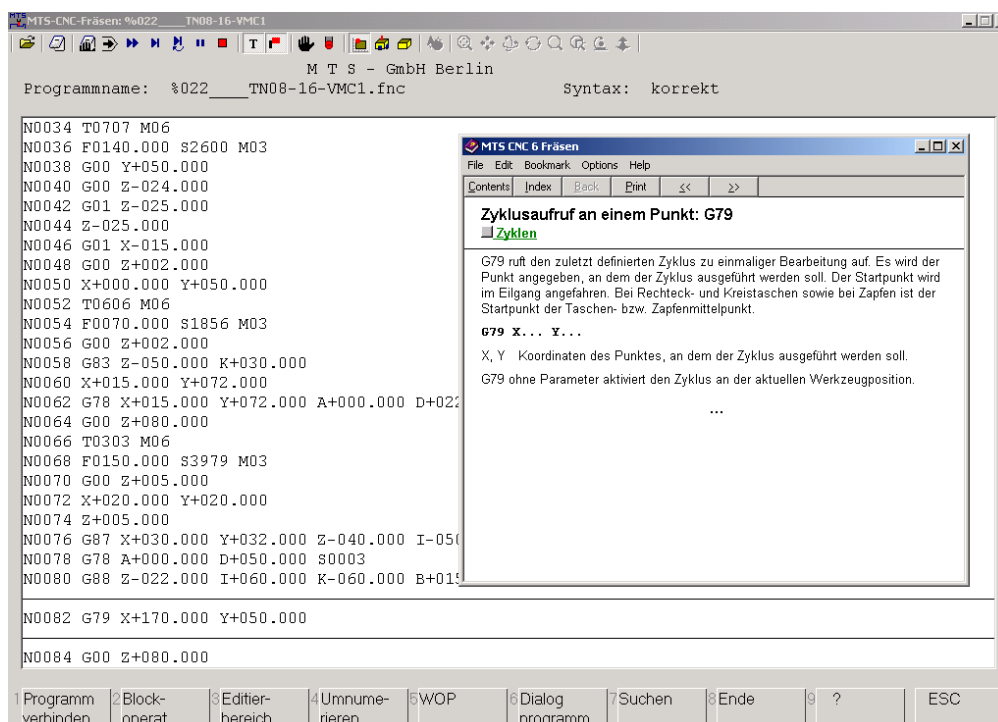 MTS-CNC-Fräsen: %022____TN08-16-VMC1
M T S - GmbH Berlin
Programmname: %022____TN08-16-VMC1.fnc Syntax: korrekt
N0034 T0707 M06
N0036 F0140.000 S2600 M03
N0038 G00 Y+050.000
N0040 G00 Z-024.000
N0042 G01 Z-025.000
N0044 Z-025.000
N0046 G01 X-015.000
N0048 G00 Z+002.000
N0050 X+000.000 Y+050.000
N0052 T0606 M06
N0054 F0070.000 S1856 M03
N0056 G00 Z+002.000
N0058 G83 Z-050.000 K+030.000
N0060 X+015.000 Y+072.000
N0062 G78 X+015.000 Y+072.000 A+000.000 D+022
N0064 G00 Z+080.000
N0066 T0303 M06
N0068 F0150.000 S3979 M03
N0070 G00 Z+005.000
N0072 X+020.000 Y+020.000
N0074 Z+005.000
N0076 G87 X+030.000 Y+032.000 Z-040.000 I-050
N0078 G78 A+000.000 D+050.000 S0003
N0080 G88 Z-022.000 I+060.000 K-060.000 B+015
N0082 G79 X+170.000 Y+050.000
N0084 G00 Z+080.000
MTS CNC 6 Fräsen
File Edit Bookmark Options Help
Contents Index Back Print << >>
Zyklusaufruf an einem Punkt: G79
Zyklen
G79 ruft den zuletzt definierten Zyklus zu einmaliger Bearbeitung auf. Es wird der
Punkt angegeben, an dem der Zyklus ausgeführt werden soll. Der Startpunkt wird
im Eilgang angefahren. Bei Rechteck- und Kreistaschen sowie bei Zapfen ist der
Startpunkt der Taschen- bzw. Zapfenmittelpunkt.
G79 X... Y...
X, Y Koordinaten des Punktes, an dem der Zyklus ausgeführt werden soll.
G79 ohne Parameter aktiviert den Zyklus an der aktuellen Werkzeugposition.
...
1 Programm 2 Block- 3 Editier- 4 Umnume- 5 WOP 6 Dialog 7 Suchen 8 Ende 9 ? ESC
verbinden operat. bereich rieren programm